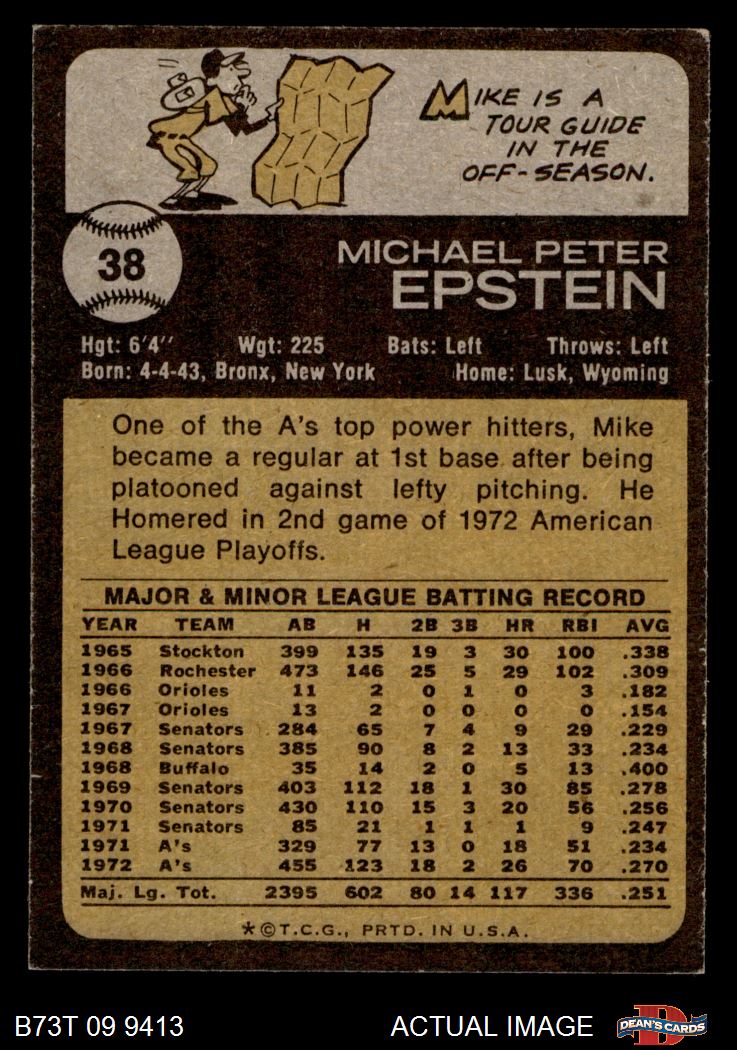 MIKE IS A
TOUR GUIDE
IN THE
OFF-SEASON.
38
MICHAEL PETER
EPSTEIN
Hgt: 6'4" Wgt: 225 Bats: Left Throws: Left
Born: 4-4-43, Bronx, New York Home: Lusk, Wyoming
One of the A's top power hitters, Mike
became a regular at 1st base after being
platooned against lefty pitching. He
Homered in 2nd game of 1972 American
League Playoffs.
MAJOR & MINOR LEAGUE BATTING RECORD
YEAR TEAM AB H 2B 3B HR RBI AVG
1965 Stockton 399 135 19 3 30 100 .338
1966 Rochester 473 146 25 5 29 102 .309
1966 Orioles 11 2 0 1 0 3 .182
1967 Orioles 13 2 0 0 0 0 .154
1967 Senators 284 65 7 4 9 29 .229
1968 Senators 385 90 8 2 13 33 .234
1968 Buffalo 35 14 2 0 5 13 .400
1969 Senators 403 112 18 1 30 85 .278
1970 Senators 430 110 15 3 20 56 .256
1971 Senators 85 21 1 1 1 9 .247
1971 A's 329 77 13 0 18 51 .234
1972 A's 455 123 18 2 26 70 .270
Maj. Lg. Tot. 2395 602 80 14 117 336 .251
*©T.C.G., PRTD. IN U.S.A.
B73T 09 9413 ACTUAL IMAGE D DEAN'S CARDS